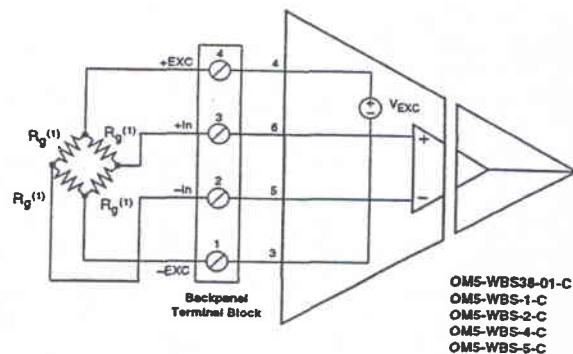 +EXC
4
4
VEXC
Rg(1)
Rg(1)
+In
3
6
+
−
+
−
Rg(1)
Rg(1)
−In
2
5
1
3
−EXC
Backpanel
Terminal Block
OM5-WBS38-01-C
OM5-WBS-1-C
OM5-WBS-2-C
OM5-WBS-4-C
OM5-WBS-5-C